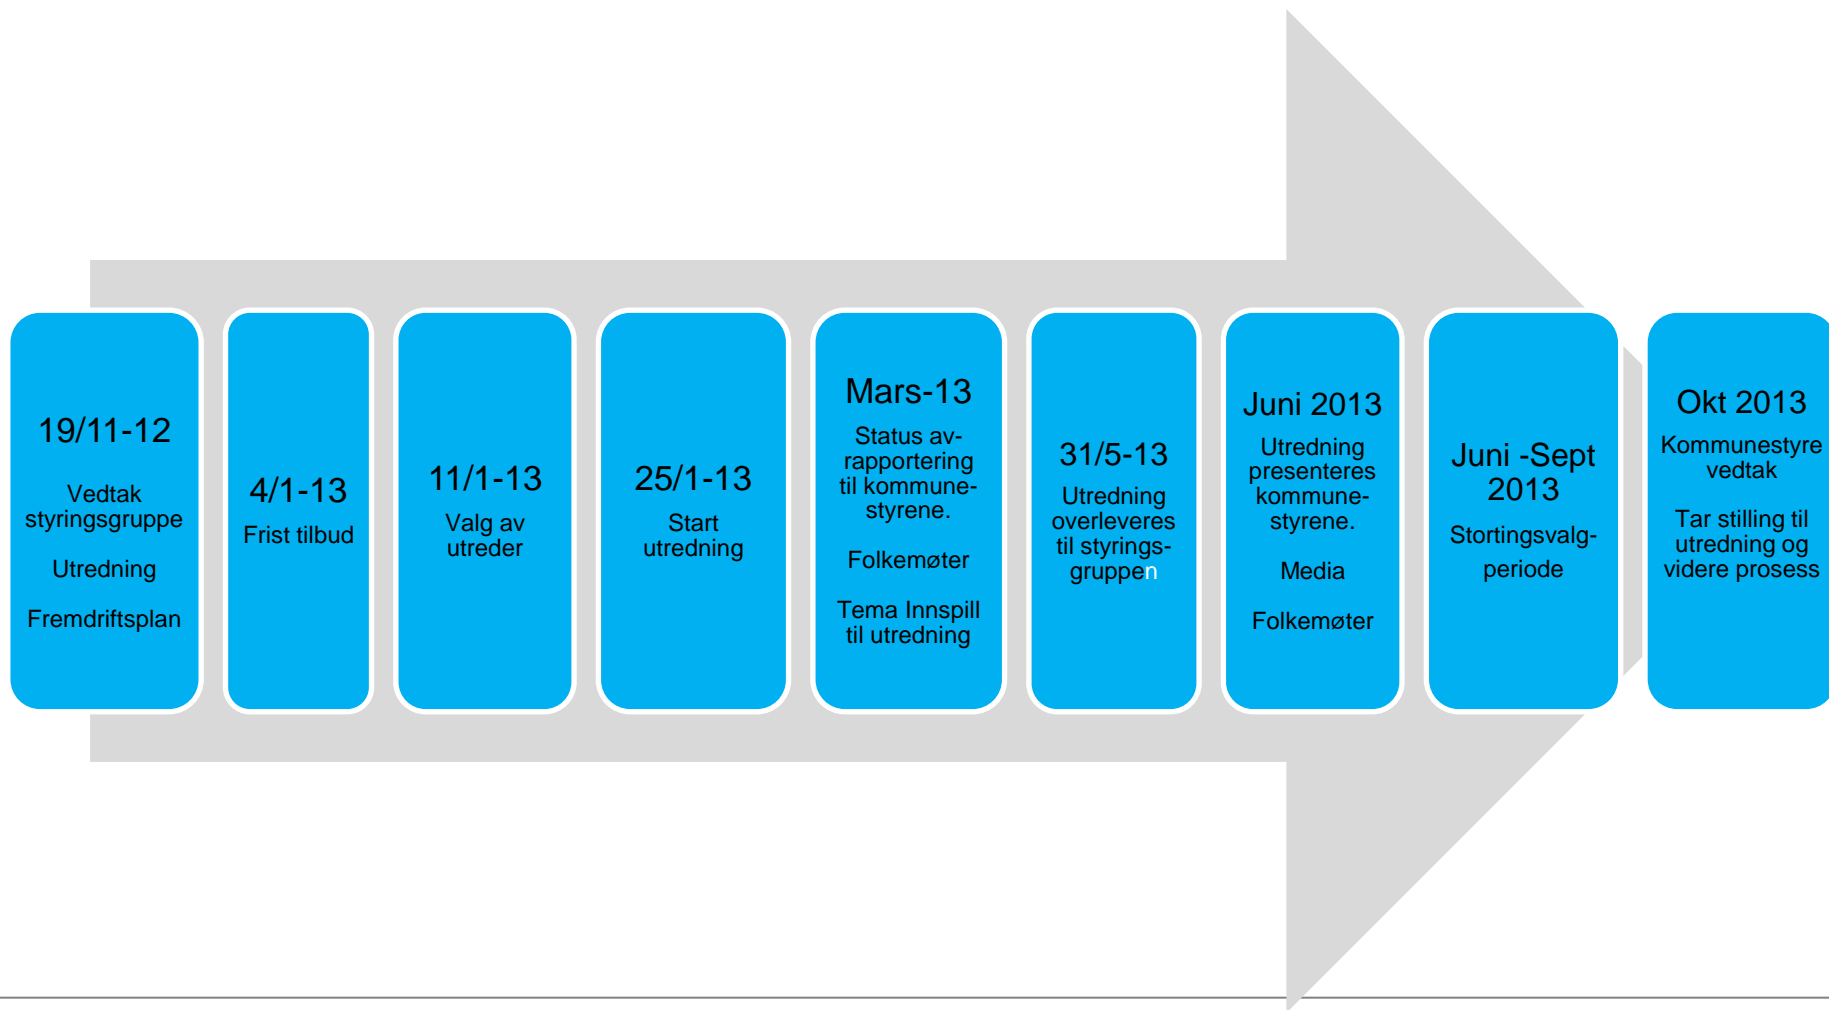 19/11-12
Vedtak
styringsgruppe
Utredning
Fremdriftsplan
4/1-13
Frist tilbud
11/1-13
Valg av
utreder
25/1-13
Start
utredning
Mars-13
Status av-
rapportering
til kommune-
styrene.
Folkemøter
Tema Innspill
til utredning
31/5-13
Utredning
overleveres
til styrings-
gruppen
Juni 2013
Utredning
presenteres
kommune-
styrene.
Media
Folkemøter
Juni -Sept
2013
Stortingsvalg-
periode
Okt 2013
Kommunestyre
vedtak
Tar stilling til
utredning og
videre prosess